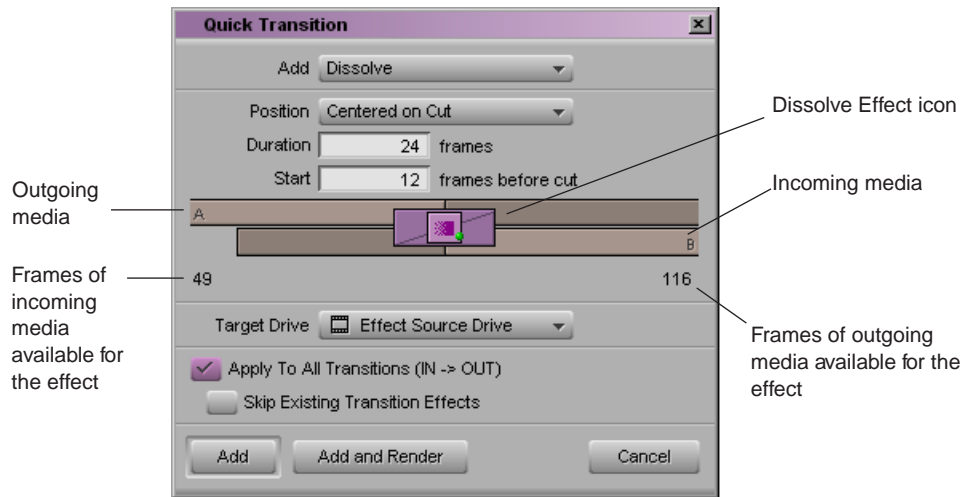 Quick Transition
Add Dissolve
Position Centered on Cut
Duration 24 frames
Start 12 frames before cut
A
B
49
116
Target Drive Effect Source Drive
Apply To All Transitions (IN -> OUT)
Skip Existing Transition Effects
Add
Add and Render
Cancel
Outgoing
media
Frames of
incoming
media
available for
the effect
Dissolve Effect icon
Incoming media
Frames of outgoing
media available for the
effect